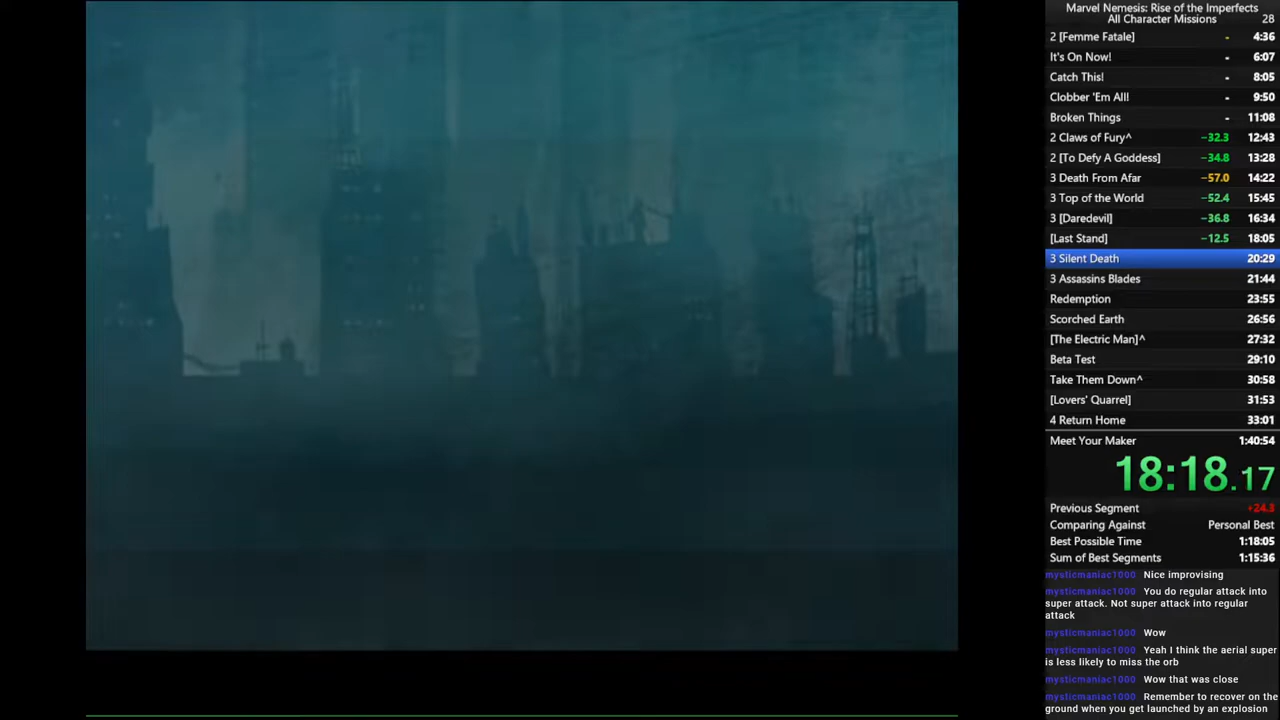 Marvel Nemesis: Rise of the Imperfects
All Character Missions 28
2 [Femme Fatale] - 4:36
It's On Now! - 6:07
Catch This! - 8:05
Clobber 'Em All! - 9:50
Broken Things - 11:08
2 Claws of Fury^ −32.3 12:43
2 [To Defy A Goddess] −34.8 13:28
3 Death From Afar −57.0 14:22
3 Top of the World −52.4 15:45
3 [Daredevil] −36.8 16:34
[Last Stand] −12.5 18:05
3 Silent Death 20:29
3 Assassins Blades 21:44
Redemption 23:55
Scorched Earth 26:56
[The Electric Man]^ 27:32
Beta Test 29:10
Take Them Down^ 30:58
[Lovers' Quarrel] 31:53
4 Return Home 33:01
Meet Your Maker 1:40:54
18:18.17
Previous Segment +24.3
Comparing Against Personal Best
Best Possible Time 1:18:05
Sum of Best Segments 1:15:36
mysticmaniac1000 Nice improvising
mysticmaniac1000 You do regular attack into
super attack. Not super attack into regular
attack
mysticmaniac1000 Wow
mysticmaniac1000 Yeah I think the aerial super
is less likely to miss the orb
mysticmaniac1000 Wow that was close
mysticmaniac1000 Remember to recover on the
ground when you get launched by an explosion